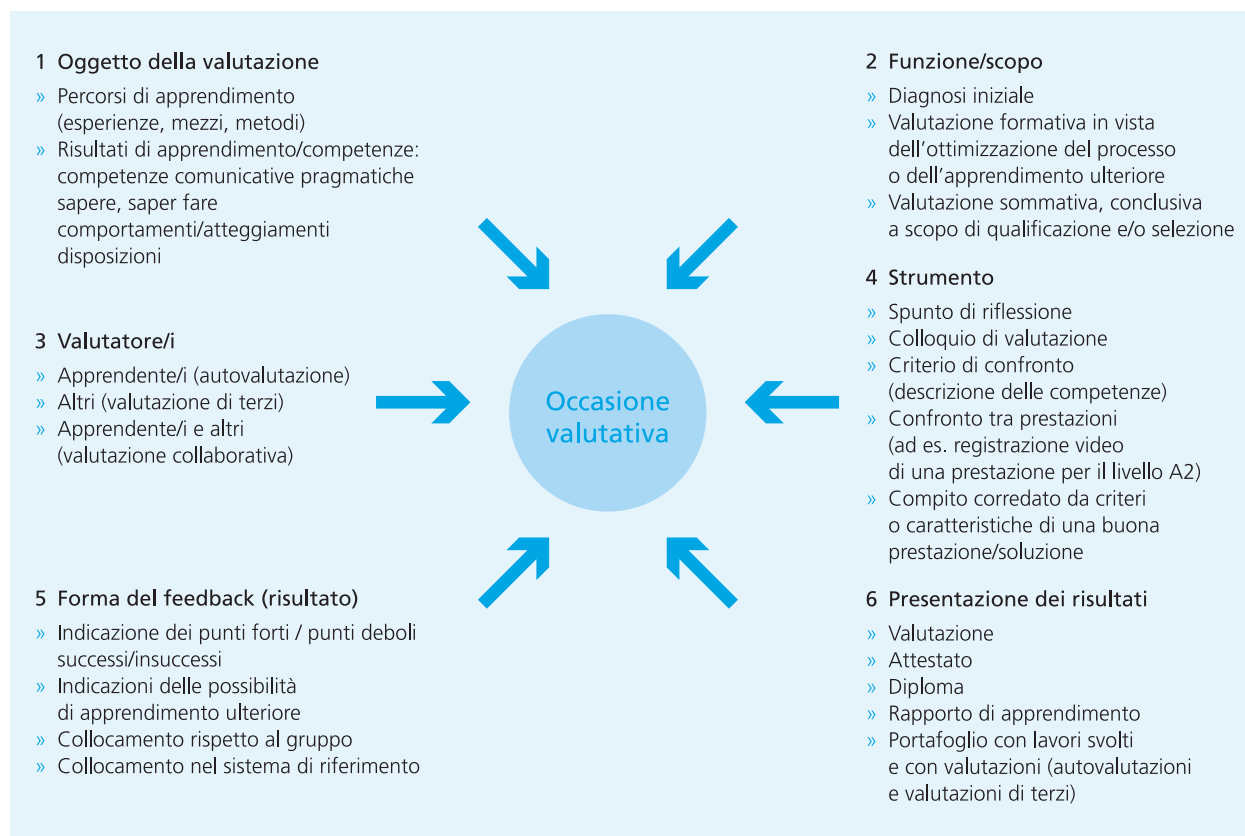 1 Oggetto della valutazione
» Percorsi di apprendimento
(esperienze, mezzi, metodi)
» Risultati di apprendimento/competenze:
competenze comunicative pragmatiche
sapere, saper fare
comportamenti/atteggiamenti
disposizioni
2 Funzione/scopo
» Diagnosi iniziale
» Valutazione formativa in vista
dell'ottimizzazione del processo
o dell'apprendimento ulteriore
» Valutazione sommativa, conclusiva
a scopo di qualificazione e/o selezione
3 Valutatore/i
» Apprendente/i (autovalutazione)
» Altri (valutazione di terzi)
» Apprendente/i e altri
(valutazione collaborativa)
Occasione
valutativa
4 Strumento
» Spunto di riflessione
» Colloquio di valutazione
» Criterio di confronto
(descrizione delle competenze)
» Confronto tra prestazioni
(ad es. registrazione video
di una prestazione per il livello A2)
» Compito corredato da criteri
o caratteristiche di una buona
prestazione/soluzione
5 Forma del feedback (risultato)
» Indicazione dei punti forti / punti deboli
successi/insuccessi
» Indicazioni delle possibilità
di apprendimento ulteriore
» Collocamento rispetto al gruppo
» Collocamento nel sistema di riferimento
6 Presentazione dei risultati
» Valutazione
» Attestato
» Diploma
» Rapporto di apprendimento
» Portafoglio con lavori svolti
e con valutazioni (autovalutazioni
e valutazioni di terzi)